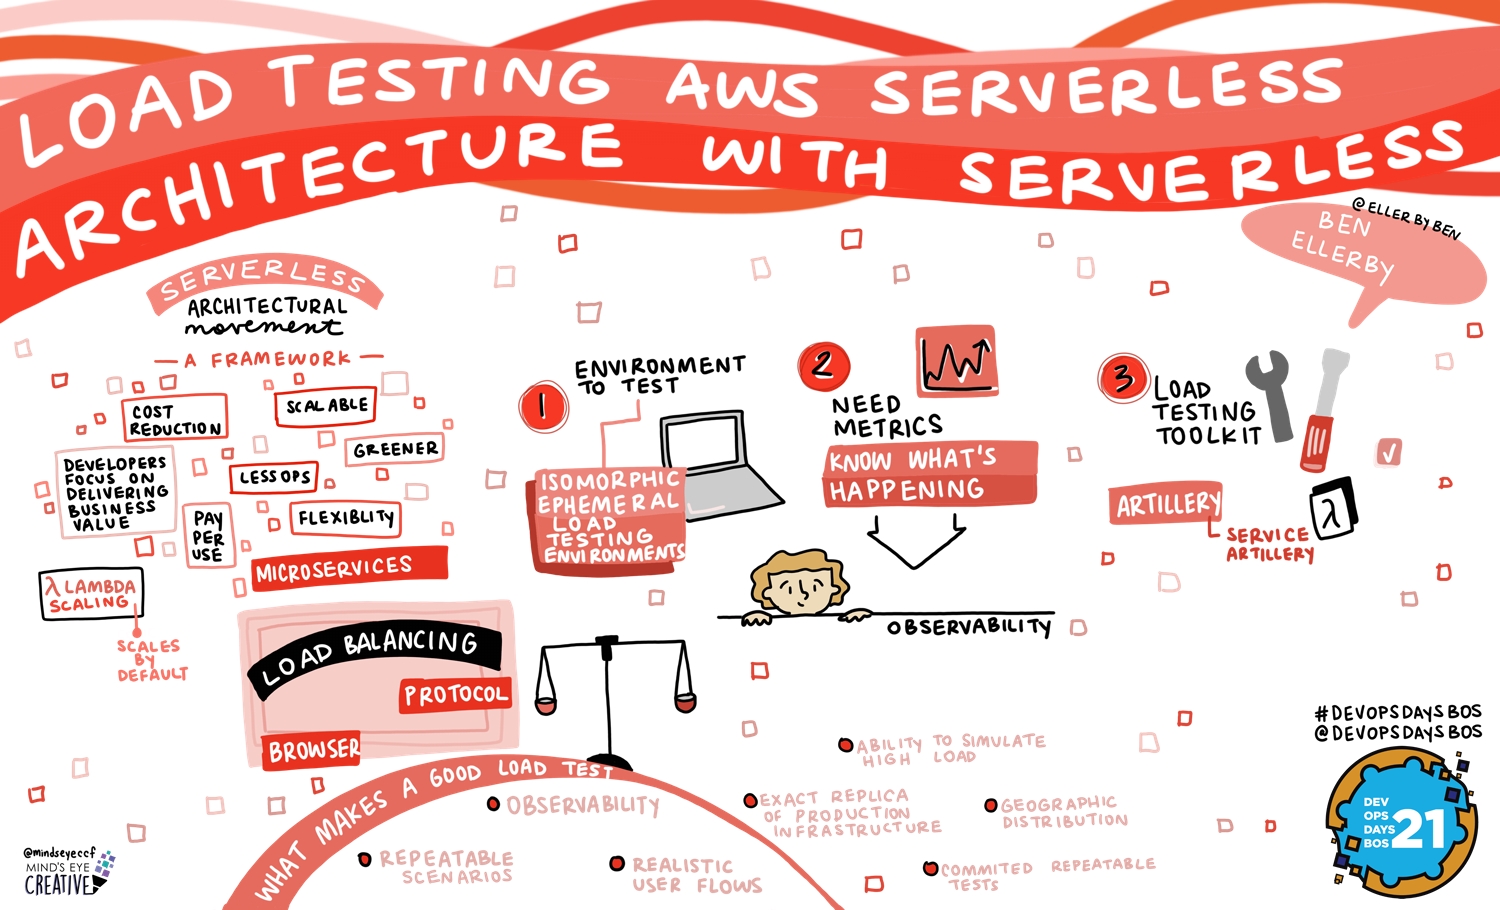 LOAD TESTING AWS SERVERLESS
ARCHITECTURE WITH SERVERLESS
@ELLERBYBEN
BEN
ELLERBY
SERVERLESS
ARCHITECTURAL
movement
— A FRAMEWORK —
COST
REDUCTION
SCALABLE
GREENER
DEVELOPERS
FOCUS ON
DELIVERING
BUSINESS
VALUE
LESS OPS
PAY
PER
USE
FLEXIBLITY
MICROSERVICES
λ LAMBDA
SCALING
SCALES
BY
DEFAULT
LOAD BALANCING
PROTOCOL
BROWSER
1
ENVIRONMENT
TO TEST
ISOMORPHIC
EPHEMERAL
LOAD
TESTING
ENVIRONMENTS
2
NEED
METRICS
KNOW WHAT'S
HAPPENING
OBSERVABILITY
3
LOAD
TESTING
TOOLKIT
ARTILLERY
SERVICE
ARTILLERY
λ
WHAT MAKES A GOOD LOAD TEST
OBSERVABILITY
REPEATABLE
SCENARIOS
REALISTIC
USER FLOWS
ABILITY TO SIMULATE
HIGH LOAD
EXACT REPLICA
OF PRODUCTION
INFRASTRUCTURE
GEOGRAPHIC
DISTRIBUTION
COMMITED REPEATABLE
TESTS
#DEVOPSDAYSBOS
@DEVOPSDAYSBOS
DEV
OPS
DAYS
BOS
21
@mindseyeccf
MIND'S EYE
CREATIVE